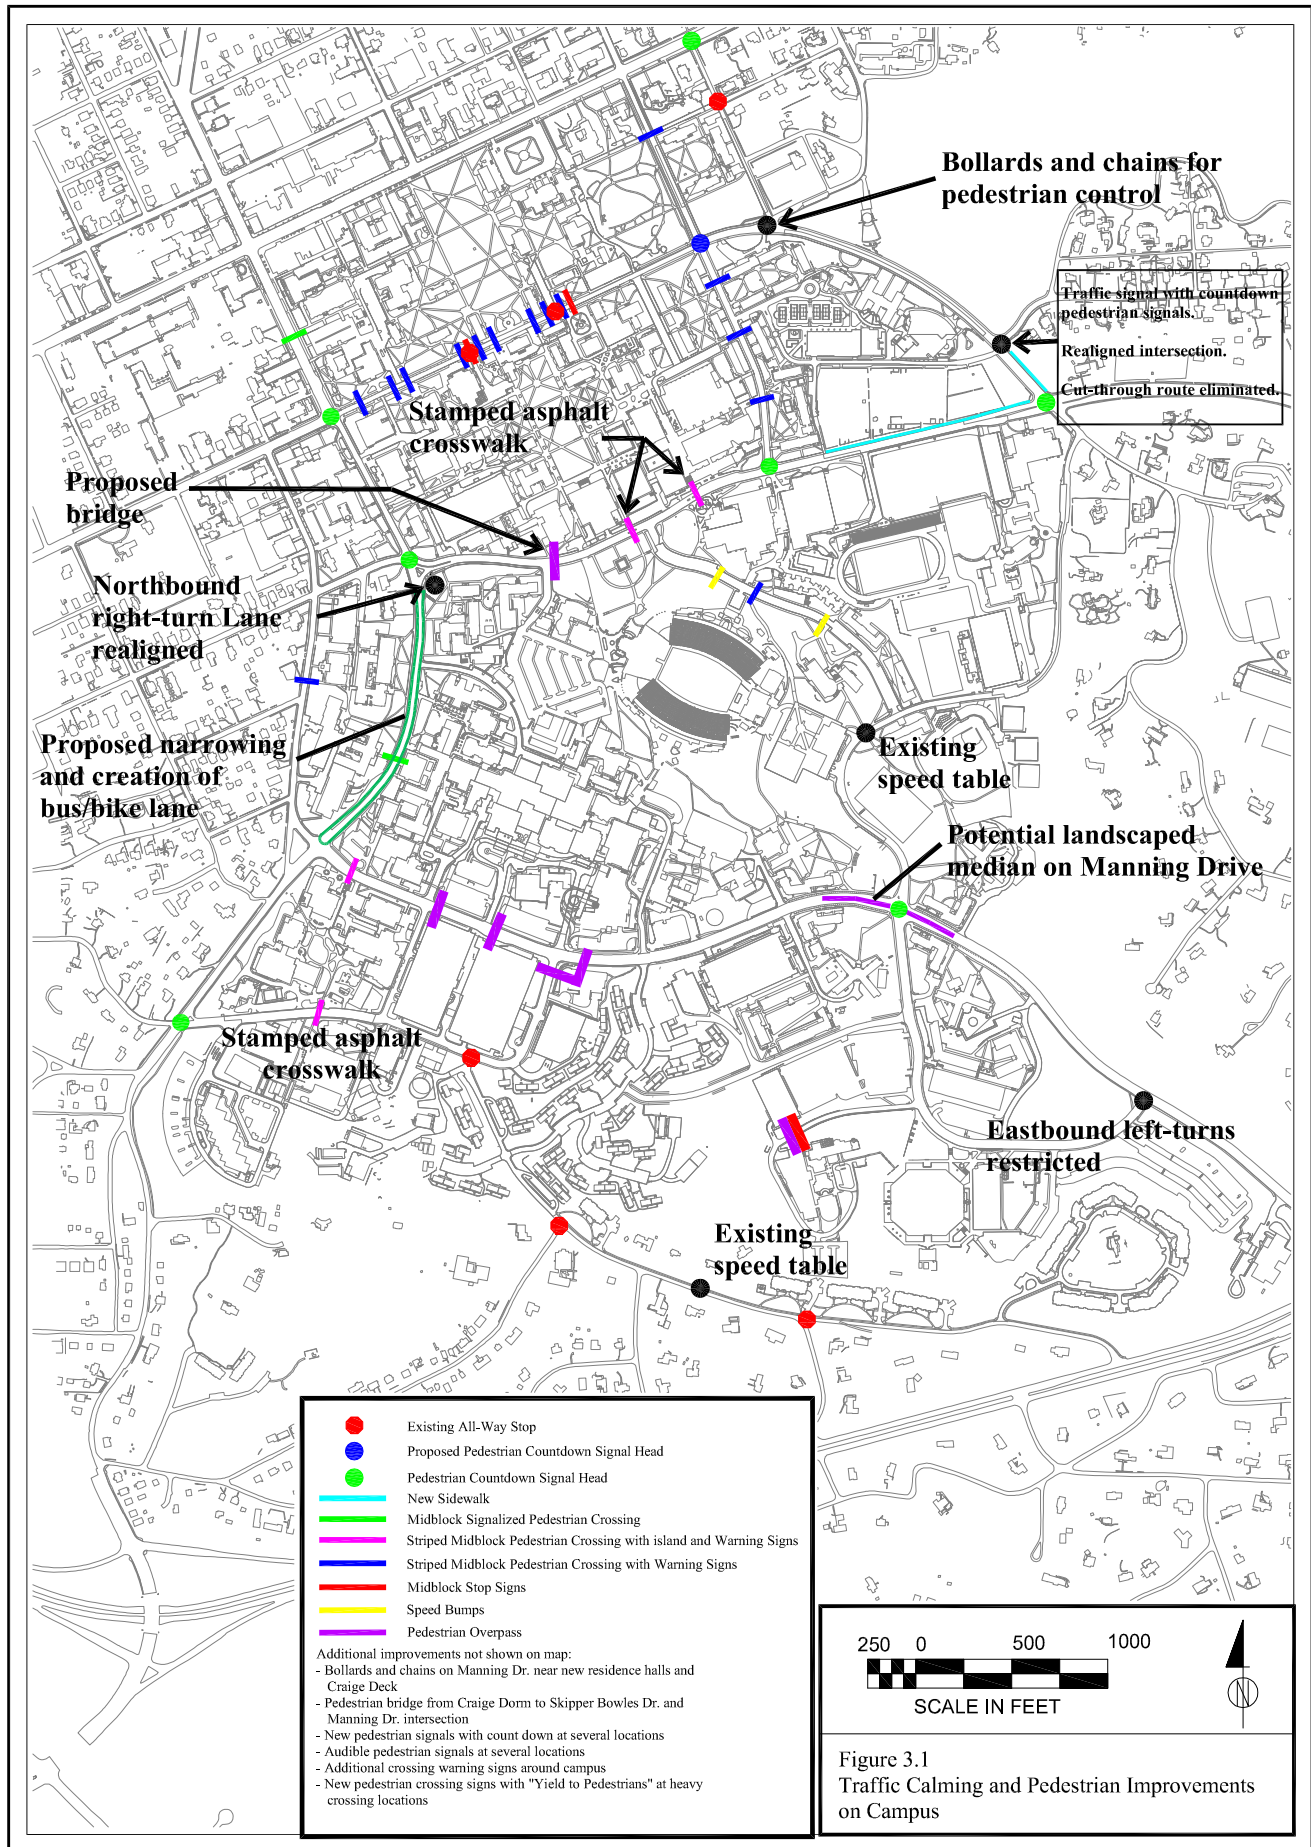 Bollards and chains for
pedestrian control
Traffic signal with countdown
pedestrian signals.
Realigned intersection.
Cut-through route eliminated.
Stamped asphalt
crosswalk
Proposed
bridge
Northbound
right-turn Lane
realigned
Proposed narrowing
and creation of
bus/bike lane
Existing
speed table
Potential landscaped
median on Manning Drive
Stamped asphalt
crosswalk
Eastbound left-turns
restricted
Existing
speed table
Existing All-Way Stop
Proposed Pedestrian Countdown Signal Head
Pedestrian Countdown Signal Head
New Sidewalk
Midblock Signalized Pedestrian Crossing
Striped Midblock Pedestrian Crossing with island and Warning Signs
Striped Midblock Pedestrian Crossing with Warning Signs
Midblock Stop Signs
Speed Bumps
Pedestrian Overpass
Additional improvements not shown on map:
- Bollards and chains on Manning Dr. near new residence halls and
Craige Deck
- Pedestrian bridge from Craige Dorm to Skipper Bowles Dr. and
Manning Dr. intersection
- New pedestrian signals with count down at several locations
- Audible pedestrian signals at several locations
- Additional crossing warning signs around campus
- New pedestrian crossing signs with "Yield to Pedestrians" at heavy
crossing locations
250 0 500 1000
SCALE IN FEET
N
Figure 3.1
Traffic Calming and Pedestrian Improvements
on Campus